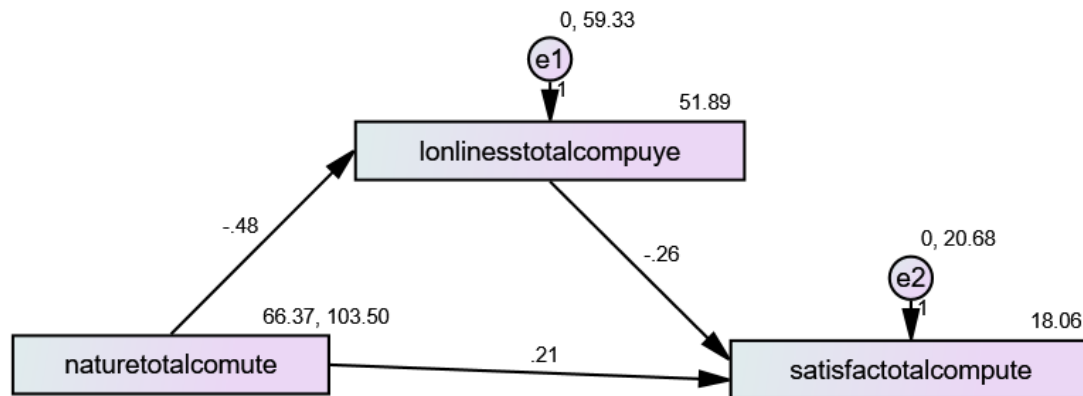 0, 59.33
e1
1
51.89
lonlinesstotalcompuye
-.48
-.26
0, 20.68
e2
1
66.37, 103.50
18.06
naturetotalcomute
.21
satisfactotalcompute